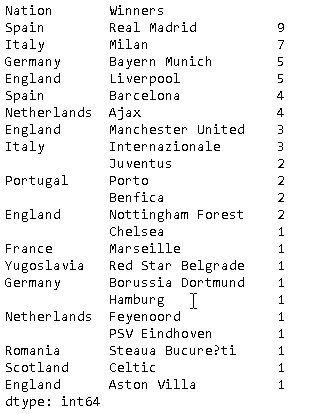 Nation Winners
Spain Real Madrid 9
Italy Milan 7
Germany Bayern Munich 5
England Liverpool 5
Spain Barcelona 4
Netherlands Ajax 4
England Manchester United 3
Italy Internazionale 3
Juventus 2
Portugal Porto 2
Benfica 2
England Nottingham Forest 2
Chelsea 1
France Marseille 1
Yugoslavia Red Star Belgrade 1
Germany Borussia Dortmund 1
Hamburg 1
Netherlands Feyenoord 1
PSV Eindhoven 1
Romania Steaua Bucure?ti 1
Scotland Celtic 1
England Aston Villa 1
dtype: int64